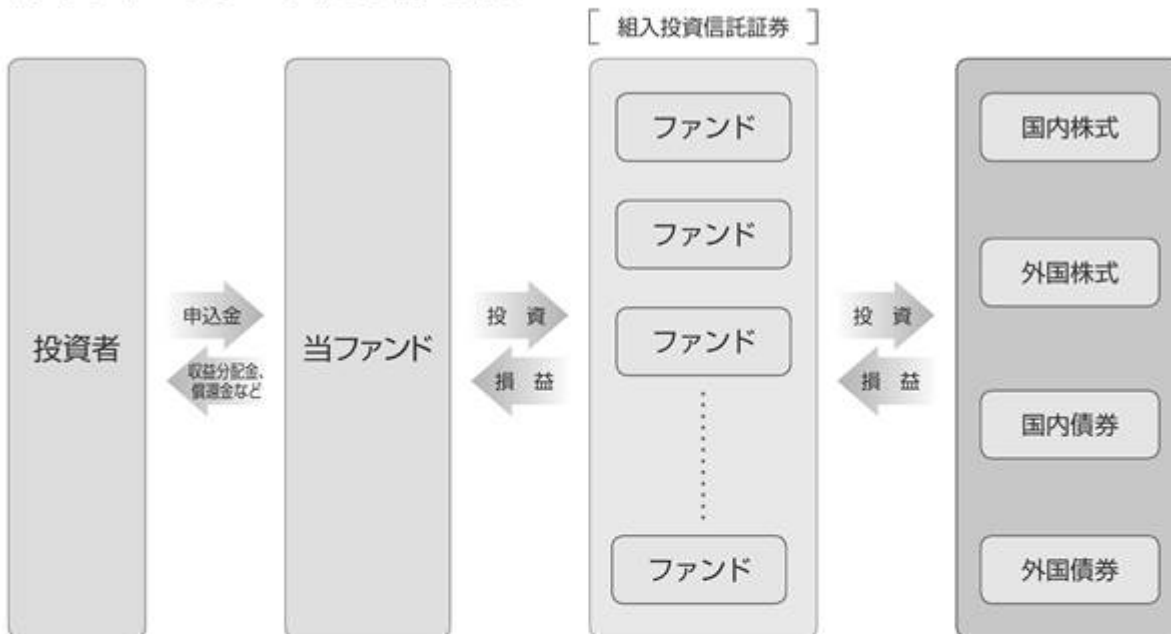 [ 組入投資信託証券 ]
投資者
申込金
収益分配金、
償還金など
当ファンド
投 資
損 益
ファンド
ファンド
ファンド
ファンド
投 資
損 益
国内株式
外国株式
国内債券
外国債券